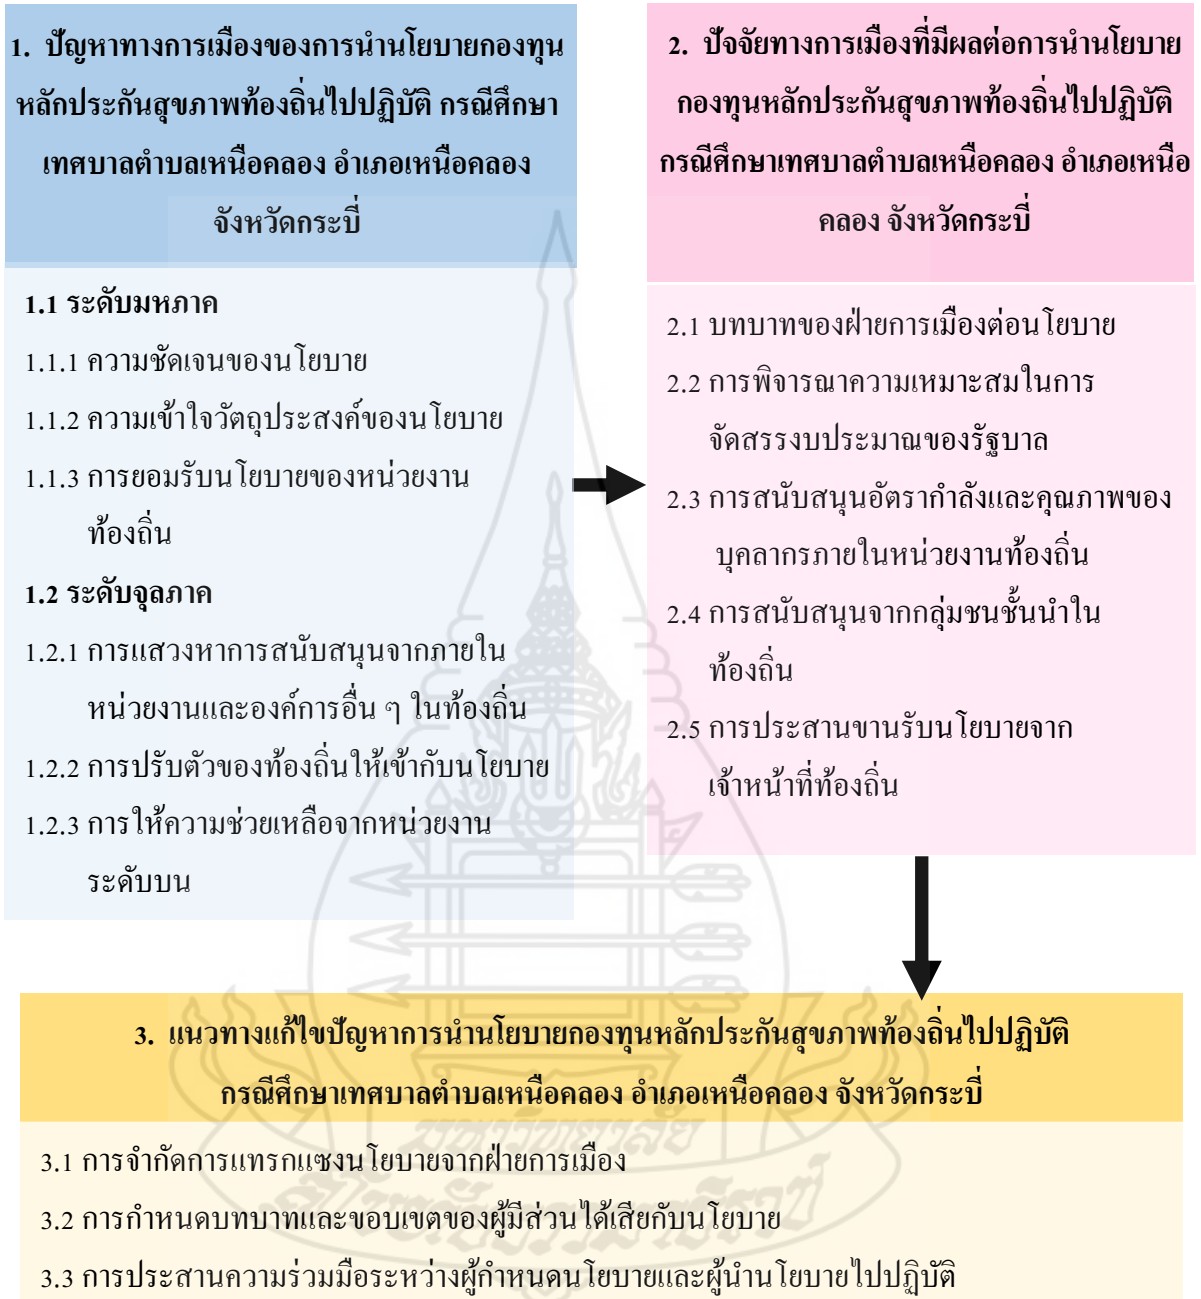 1. ปัญหาทางการเมืองของการนำนโยบายกองทุน
หลักประกันสุขภาพท้องถิ่นไปปฏิบัติ กรณีศึกษา
เทศบาลตำบลเหนือคลอง อำเภอเหนือคลอง
จังหวัดกระบี่
1.1 ระดับมหภาค
1.1.1 ความชัดเจนของนโยบาย
1.1.2 ความเข้าใจวัตถุประสงค์ของนโยบาย
1.1.3 การยอมรับนโยบายของหน่วยงาน
ท้องถิ่น
1.2 ระดับจุลภาค
1.2.1 การแสวงหาการสนับสนุนจากภายใน
หน่วยงานและองค์การอื่น ๆ ในท้องถิ่น
1.2.2 การปรับตัวของท้องถิ่นให้เข้ากับนโยบาย
1.2.3 การให้ความช่วยเหลือจากหน่วยงาน
ระดับบน
2. ปัจจัยทางการเมืองที่มีผลต่อการนำนโยบาย
กองทุนหลักประกันสุขภาพท้องถิ่นไปปฏิบัติ
กรณีศึกษาเทศบาลตำบลเหนือคลอง อำเภอเหนือ
คลอง จังหวัดกระบี่
2.1 บทบาทของฝ่ายการเมืองต่อนโยบาย
2.2 การพิจารณาความเหมาะสมในการ
จัดสรรงบประมาณของรัฐบาล
2.3 การสนับสนุนอัตรากำลังและคุณภาพของ
บุคลากรภายในหน่วยงานท้องถิ่น
2.4 การสนับสนุนจากกลุ่มชนชั้นนำใน
ท้องถิ่น
2.5 การประสานขานรับนโยบายจาก
เจ้าหน้าที่ท้องถิ่น
3. แนวทางแก้ไขปัญหาการนำนโยบายกองทุนหลักประกันสุขภาพท้องถิ่นไปปฏิบัติ
กรณีศึกษาเทศบาลตำบลเหนือคลอง อำเภอเหนือคลอง จังหวัดกระบี่
3.1 การจำกัดการแทรกแซงนโยบายจากฝ่ายการเมือง
3.2 การกำหนดบทบาทและขอบเขตของผู้มีส่วนได้เสียกับนโยบาย
3.3 การประสานความร่วมมือระหว่างผู้กำหนดนโยบายและผู้นำนโยบายไปปฏิบัติ
มหาวิทยาลัย
สุโขทัยธรรมาธิราช